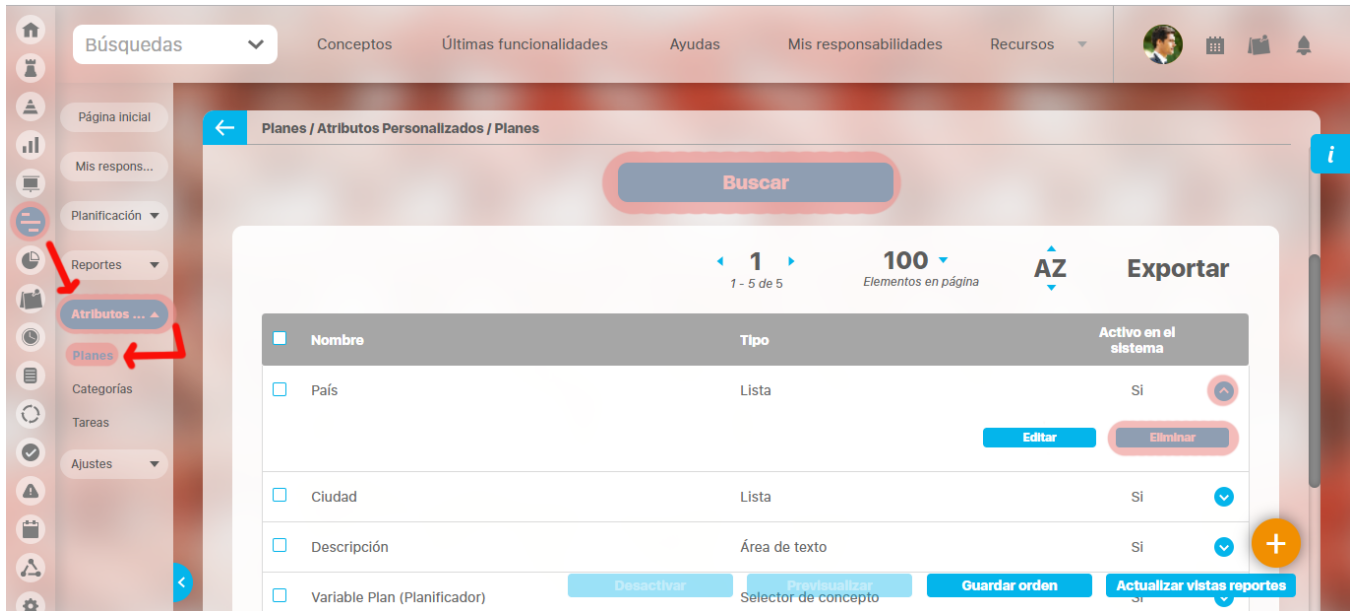 Búsquedas
Conceptos
Últimas funcionalidades
Ayudas
Mis responsabilidades
Recursos
Página inicial
Mis respons...
Planificación
Reportes
Atributos ...
Planes
Categorías
Tareas
Ajustes
Planes / Atributos Personalizados / Planes
i
Buscar
1
1 - 5 de 5
100
Elementos en página
AZ
Exportar
Nombre
Tipo
Activo en el
sistema
País
Lista
Si
Editar
Eliminar
Ciudad
Lista
Si
Descripción
Área de texto
Si
+
Desactivar
Previsualizar
Guardar orden
Actualizar vistas reportes
Variable Plan (Planificador)
Selector de concepto
Si